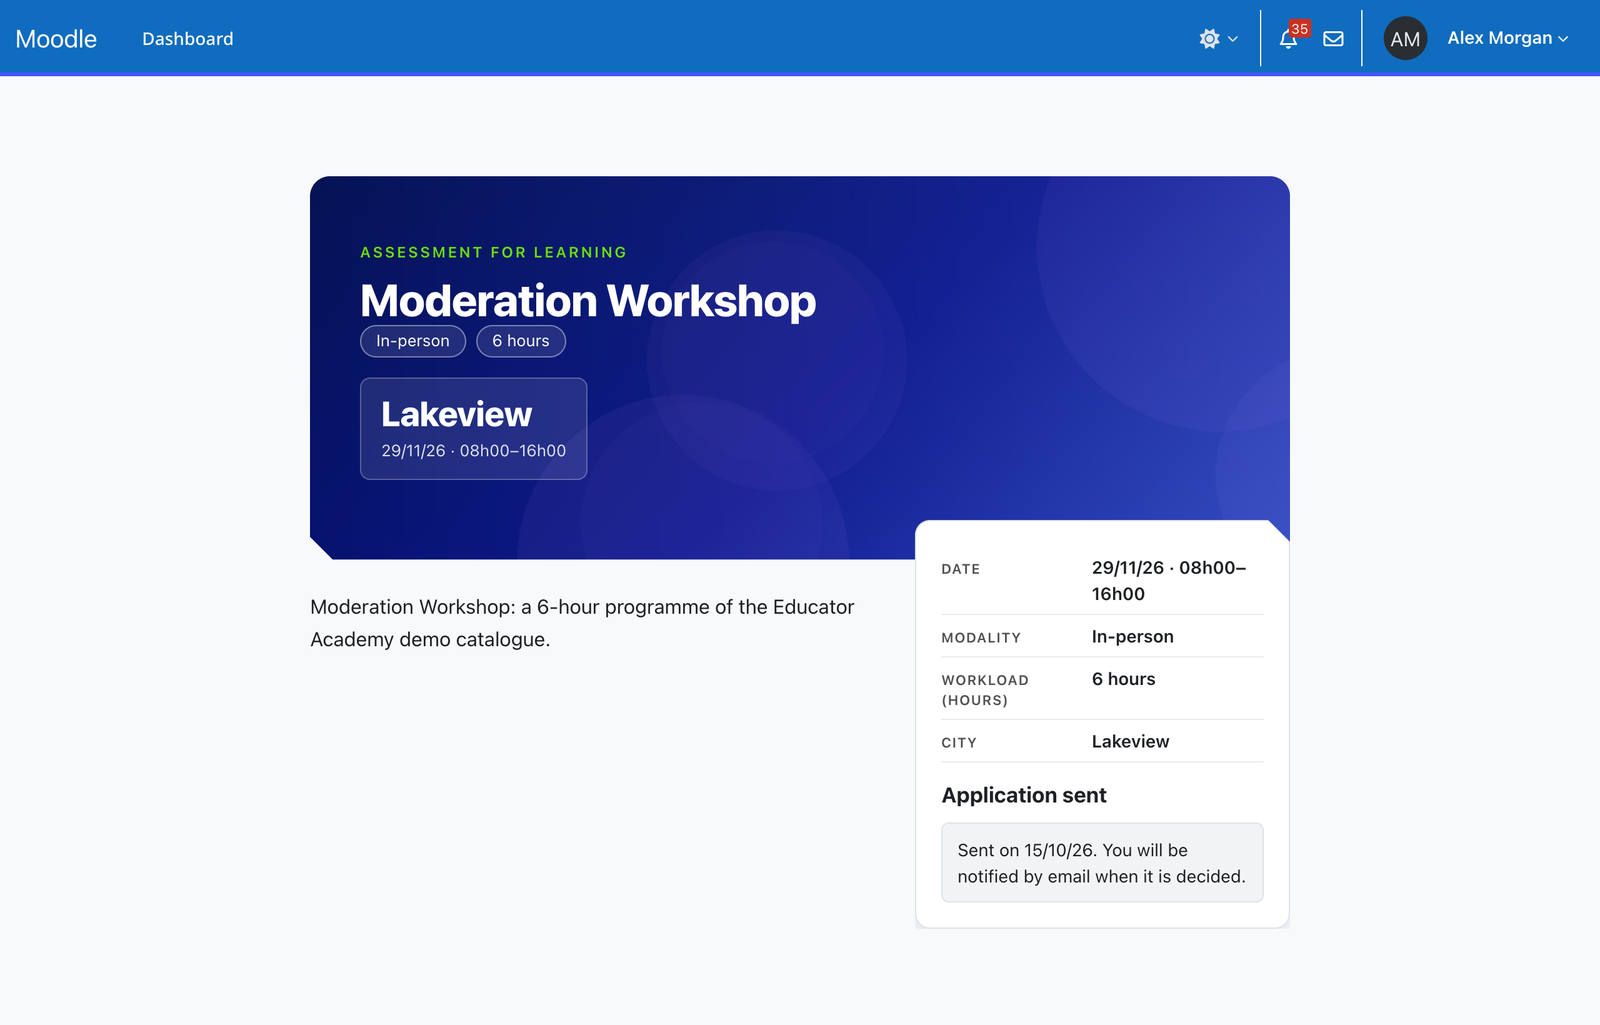 Moodle
Dashboard
35
AM
Alex Morgan
ASSESSMENT FOR LEARNING
Moderation Workshop
In-person
6 hours
Lakeview
29/11/26 · 08h00–16h00
Moderation Workshop: a 6-hour programme of the Educator
Academy demo catalogue.
DATE
29/11/26 · 08h00–
16h00
MODALITY
In-person
WORKLOAD
(HOURS)
6 hours
CITY
Lakeview
Application sent
Sent on 15/10/26. You will be
notified by email when it is decided.